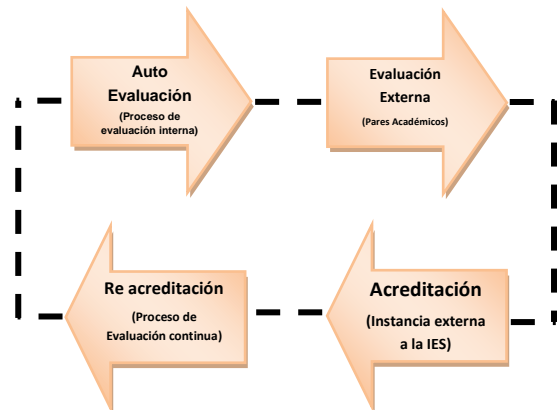 Auto
Evaluación
(Proceso de
evaluación interna)
Evaluación
Externa
(Pares Académicos)
Re acreditación
(Proceso de
Evaluación continua)
Acreditación
(Instancia externa
a la IES)